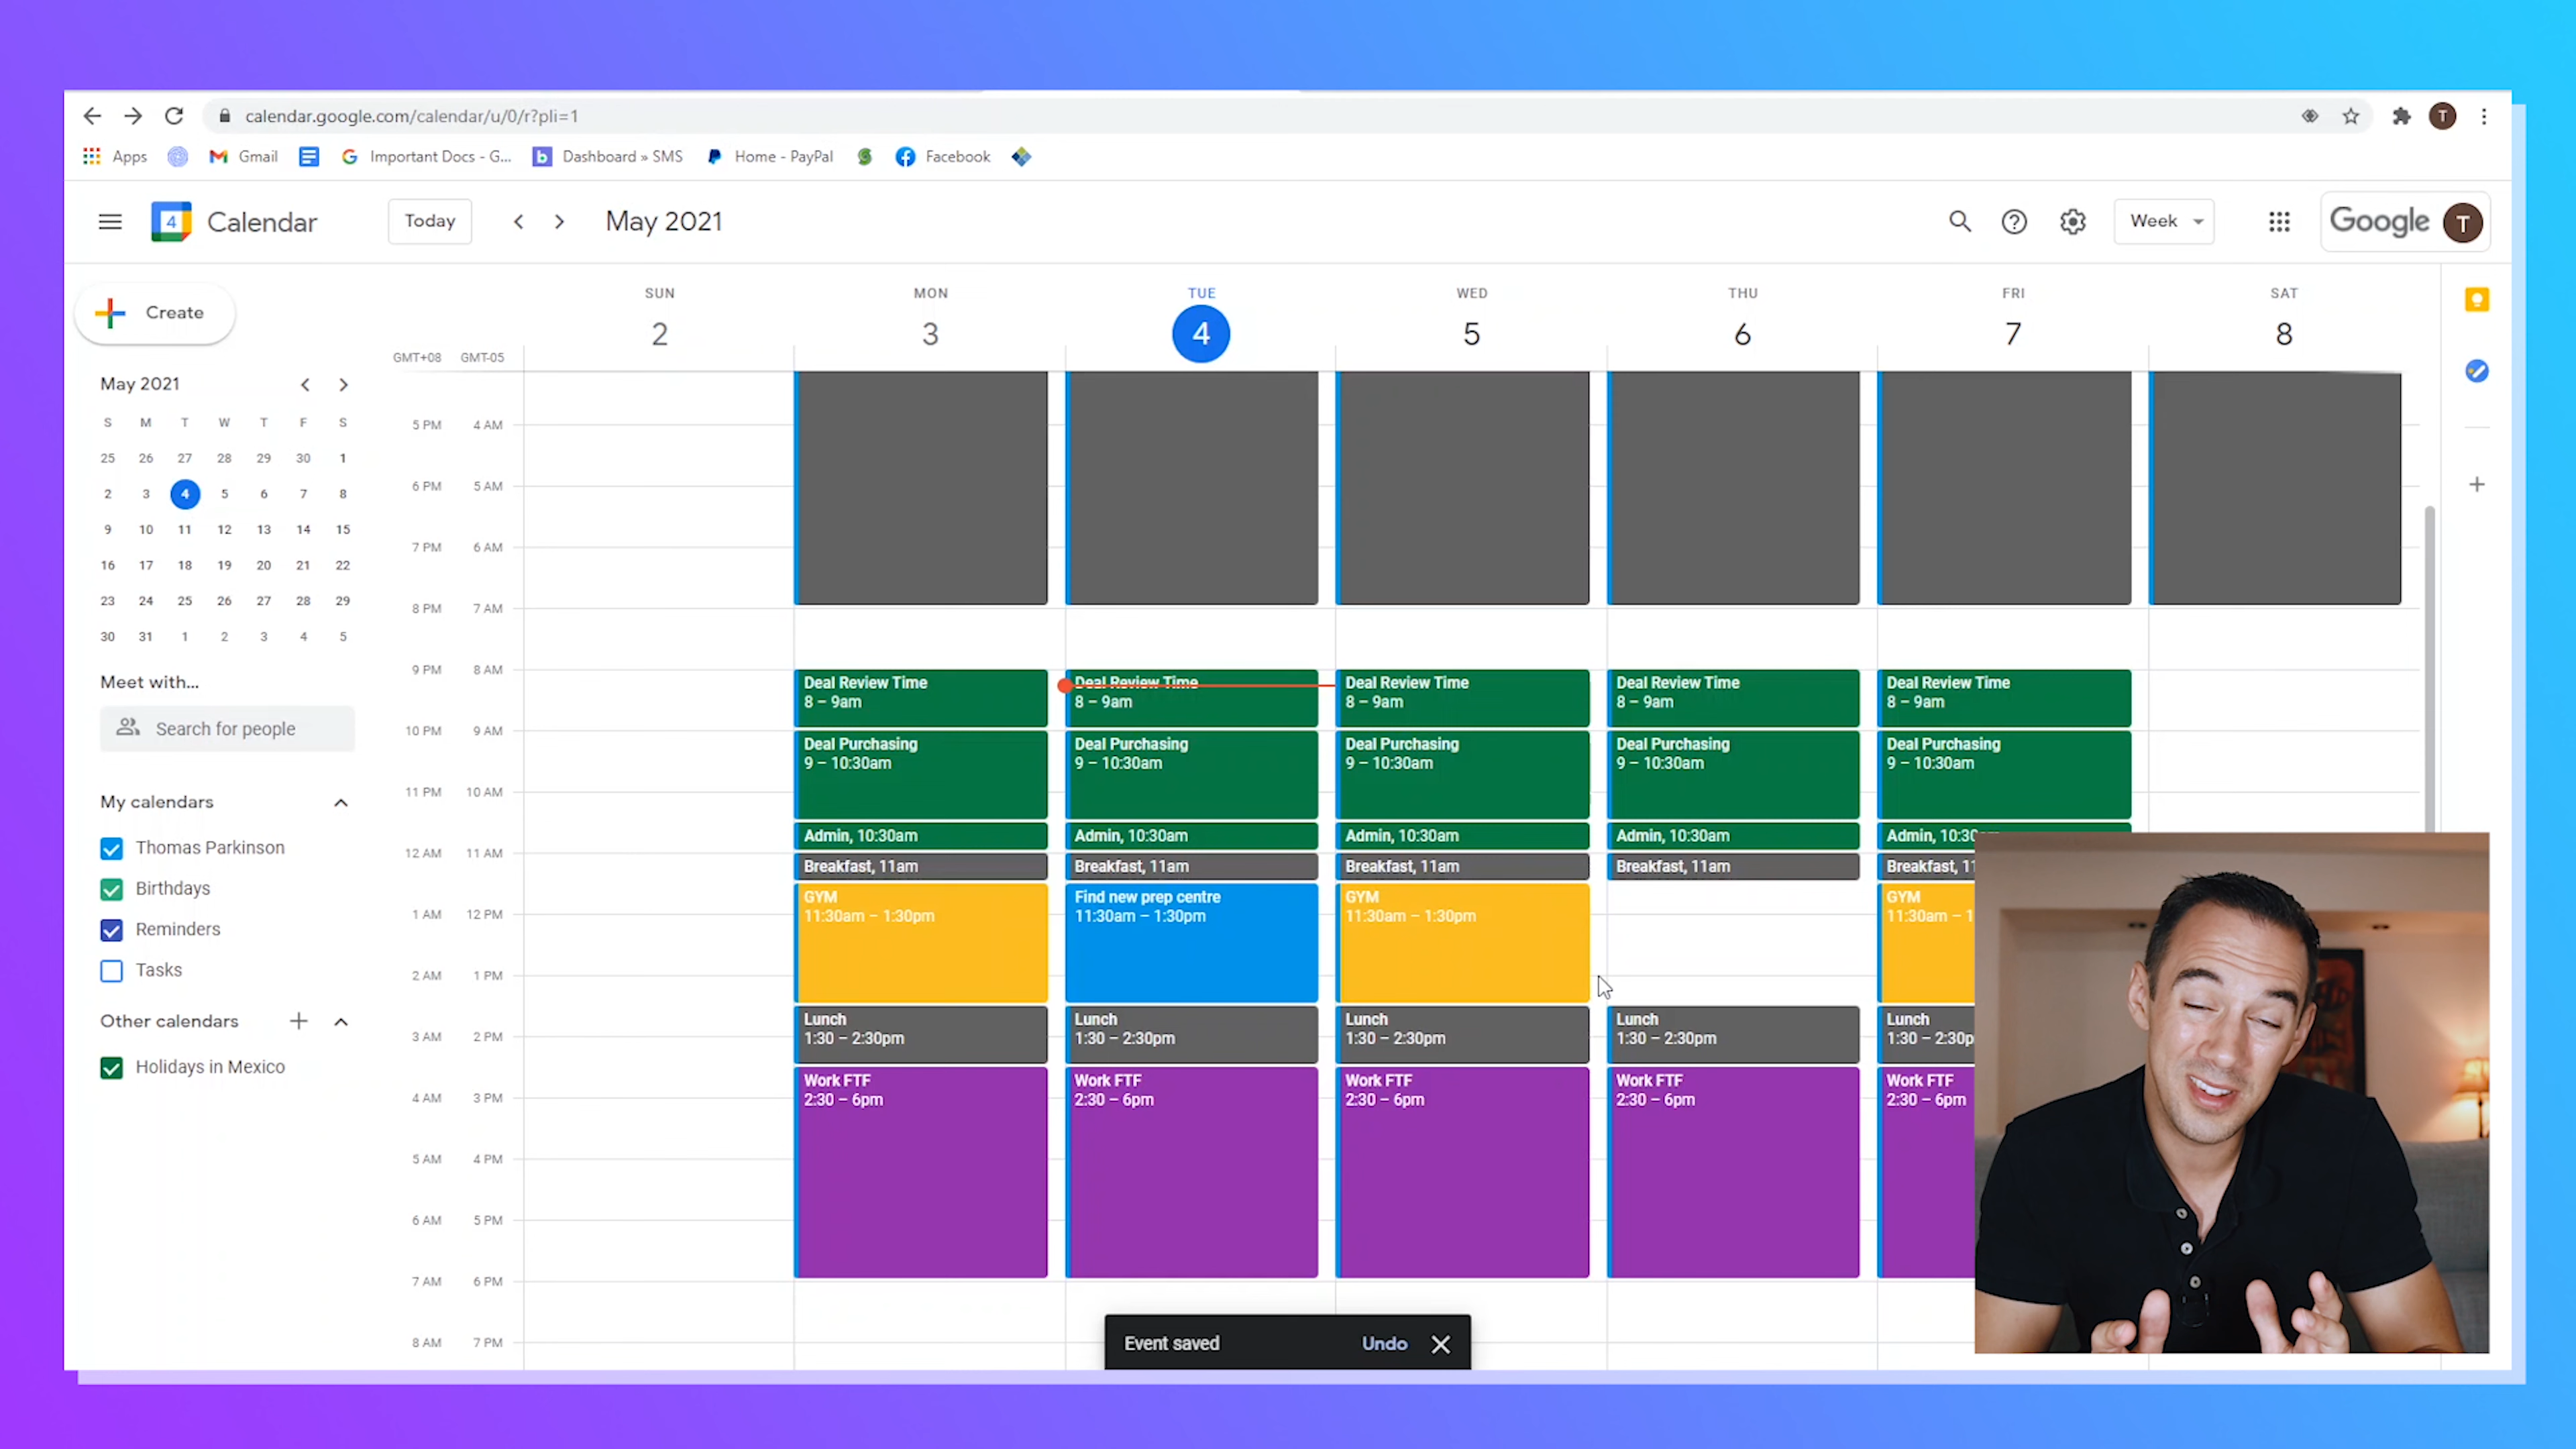 calendar.google.com/calendar/u/0/r?pli=1
T
Apps Gmail Important Docs - G... Dashboard » SMS Home - PayPal Facebook
4 Calendar Today May 2021 Week Google T
Create
SUN MON TUE WED THU FRI SAT
2 3 4 5 6 7 8
GMT+08 GMT-05
May 2021
S M T W T F S
25 26 27 28 29 30 1
2 3 4 5 6 7 8
9 10 11 12 13 14 15
16 17 18 19 20 21 22
23 24 25 26 27 28 29
30 31 1 2 3 4 5
Meet with...
Search for people
My calendars
Thomas Parkinson
Birthdays
Reminders
Tasks
Other calendars
Holidays in Mexico
5 PM 4 AM
6 PM 5 AM
7 PM 6 AM
8 PM 7 AM
9 PM 8 AM
10 PM 9 AM
11 PM 10 AM
12 AM 11 AM
1 AM 12 PM
2 AM 1 PM
3 AM 2 PM
4 AM 3 PM
5 AM 4 PM
6 AM 5 PM
7 AM 6 PM
8 AM 7 PM
Deal Review Time Deal Review Time Deal Review Time Deal Review Time Deal Review Time
8 – 9am 8 – 9am 8 – 9am 8 – 9am 8 – 9am
Deal Purchasing Deal Purchasing Deal Purchasing Deal Purchasing Deal Purchasing
9 – 10:30am 9 – 10:30am 9 – 10:30am 9 – 10:30am 9 – 10:30am
Admin, 10:30am Admin, 10:30am Admin, 10:30am Admin, 10:30am Admin,
Breakfast, 11am Breakfast, 11am Breakfast, 11am Breakfast, 11am Breakfast,
GYM Find new prep centre GYM GYM
11:30am – 1:30pm 11:30am – 1:30pm 11:30am – 1:30pm 11:30am –
Lunch Lunch Lunch Lunch Lunch
1:30 – 2:30pm 1:30 – 2:30pm 1:30 – 2:30pm 1:30 – 2:30pm 1:30 – 2:30p
Work FTF Work FTF Work FTF Work FTF Work FTF
2:30 – 6pm 2:30 – 6pm 2:30 – 6pm 2:30 – 6pm 2:30 – 6pm
Event saved Undo